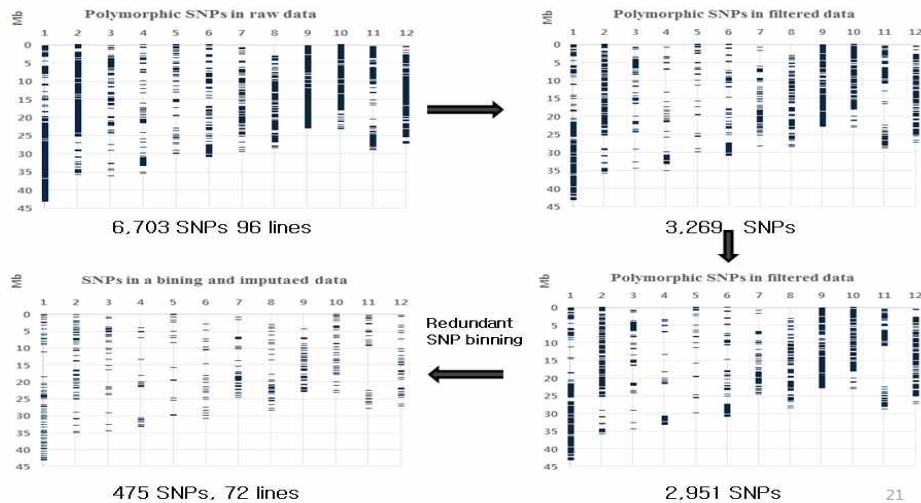 Polymorphic SNPs in raw data
Mb
1 2 3 4 5 6 7 8 9 10 11 12
0
5
10
15
20
25
30
35
40
45
6,703 SNPs 96 lines
Polymorphic SNPs in filtered data
Mb
1 2 3 4 5 6 7 8 9 10 11 12
0
5
10
15
20
25
30
35
40
45
3,269 SNPs
SNPs in a bining and imputaed data
Mb
1 2 3 4 5 6 7 8 9 10 11 12
0
5
10
15
20
25
30
35
40
45
475 SNPs, 72 lines
Redundant
SNP binning
Polymorphic SNPs in filtered data
Mb
1 2 3 4 5 6 7 8 9 10 11 12
0
5
10
15
20
25
30
35
40
45
2,951 SNPs
21